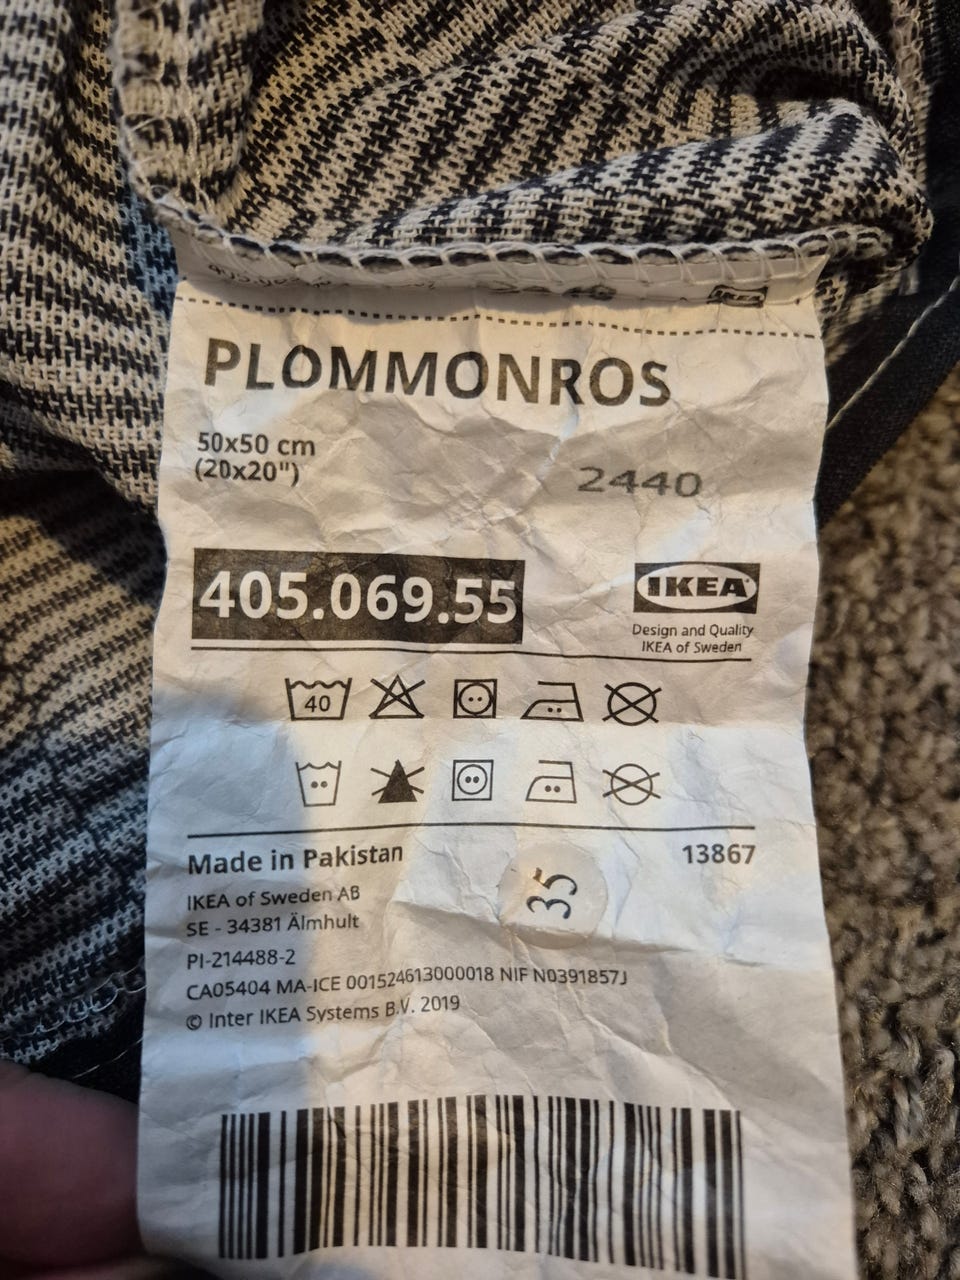 IKEA
PLOMMONROS
50x50 cm
(20x20")
2440
405.069.55
IKEA
Design and Quality
IKEA of Sweden
40
Made in Pakistan
13867
IKEA of Sweden AB
SE - 34381 Älmhult
35
PI-214488-2
CA05404 MA-ICE 001524613000018 NIF N0391857J
© Inter IKEA Systems B.V. 2019